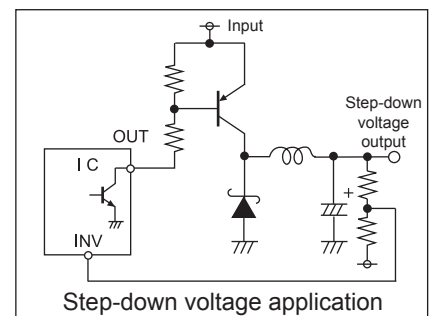 Input
Step-down
voltage
output
OUT
I C
+
INV
Step-down voltage application